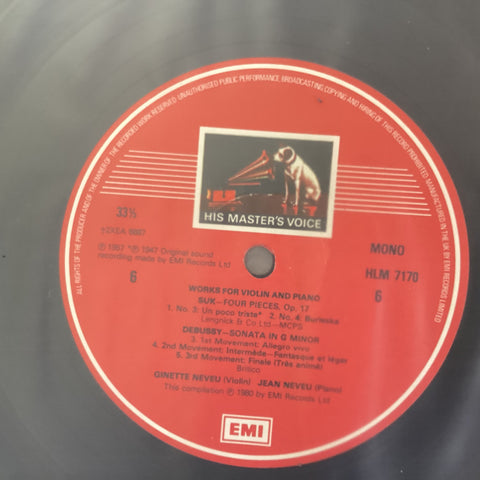 ALL RIGHTS OF THE PRODUCER AND OF THE OWNER OF THE RECORDED WORK RESERVED. UNAUTHORISED PUBLIC PERFORMANCE, BROADCASTING, COPYING AND HIRING OF THIS RECORD PROHIBITED. MANUFACTURED IN THE U.K. BY EMI RECORDS LIMITED
HIS MASTER'S VOICE
33⅓
MONO
℗ 1957 *℗ 1947 Original sound
recording made by EMI Records Ltd
HLM 7170
6
6
WORKS FOR VIOLIN AND PIANO
SUK—FOUR PIECES, Op. 17
1. No. 3: Un poco triste* 2. No. 4: Burleska
Lengnick & Co Ltd—MCPS
DEBUSSY—SONATA IN G MINOR
3. 1st Movement: Allegro vivo
4. 2nd Movement: Intermède—Fantasque et léger
5. 3rd Movement: Finale (Très animé)
Britico
GINETTE NEVEU (Violin) JEAN NEVEU (Piano)
This compilation ℗ 1980 by EMI Records Ltd.
EMI